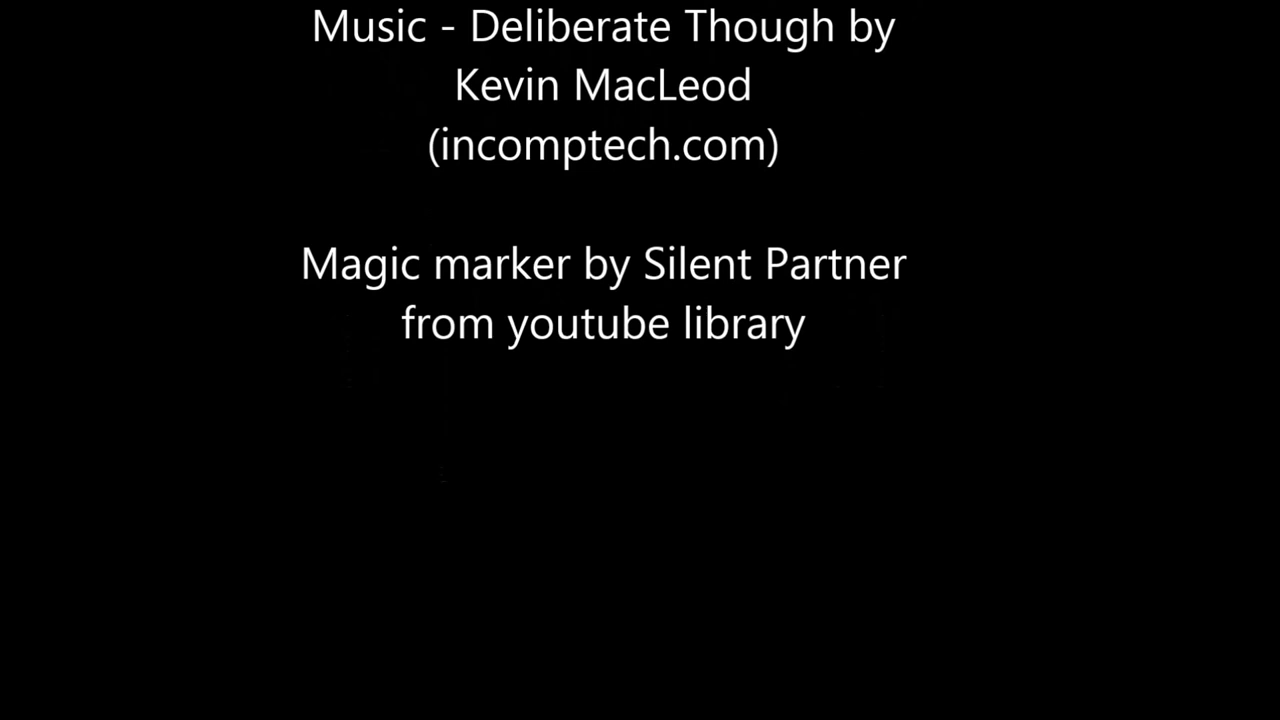 Music - Deliberate Though by
Kevin MacLeod
(incomptech.com)
Magic marker by Silent Partner
from youtube library